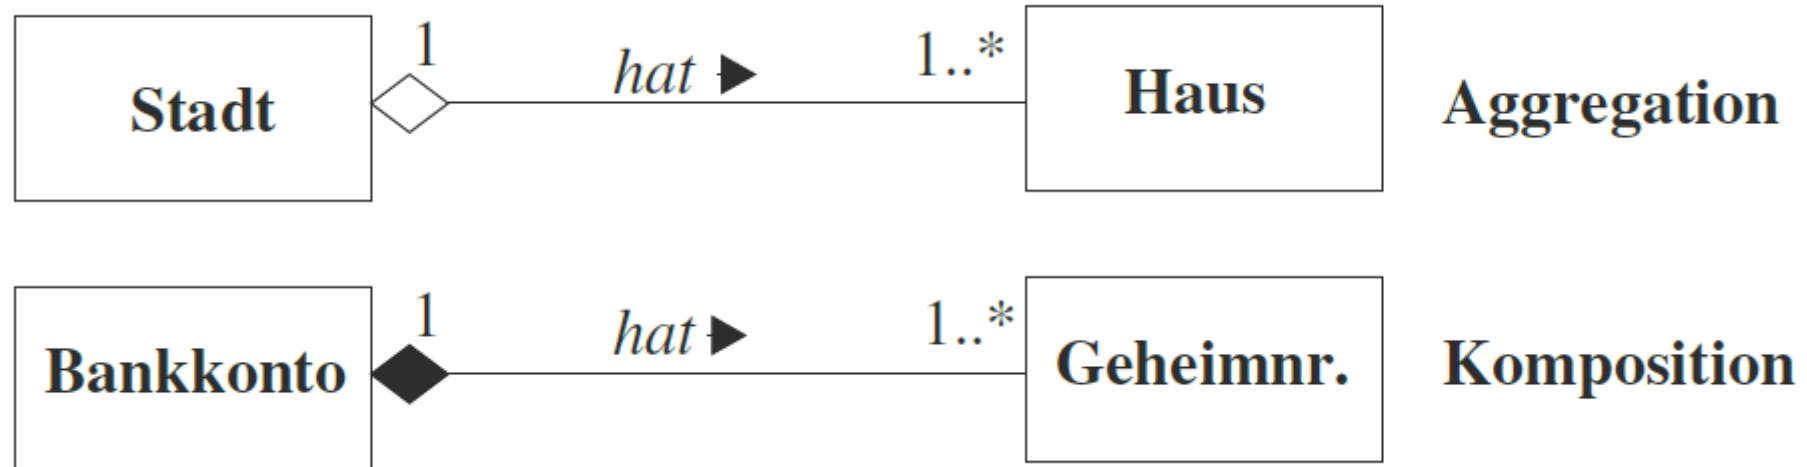 Stadt 1 hat 1..* Haus Aggregation
Bankkonto 1 hat 1..* Geheimnr. Komposition